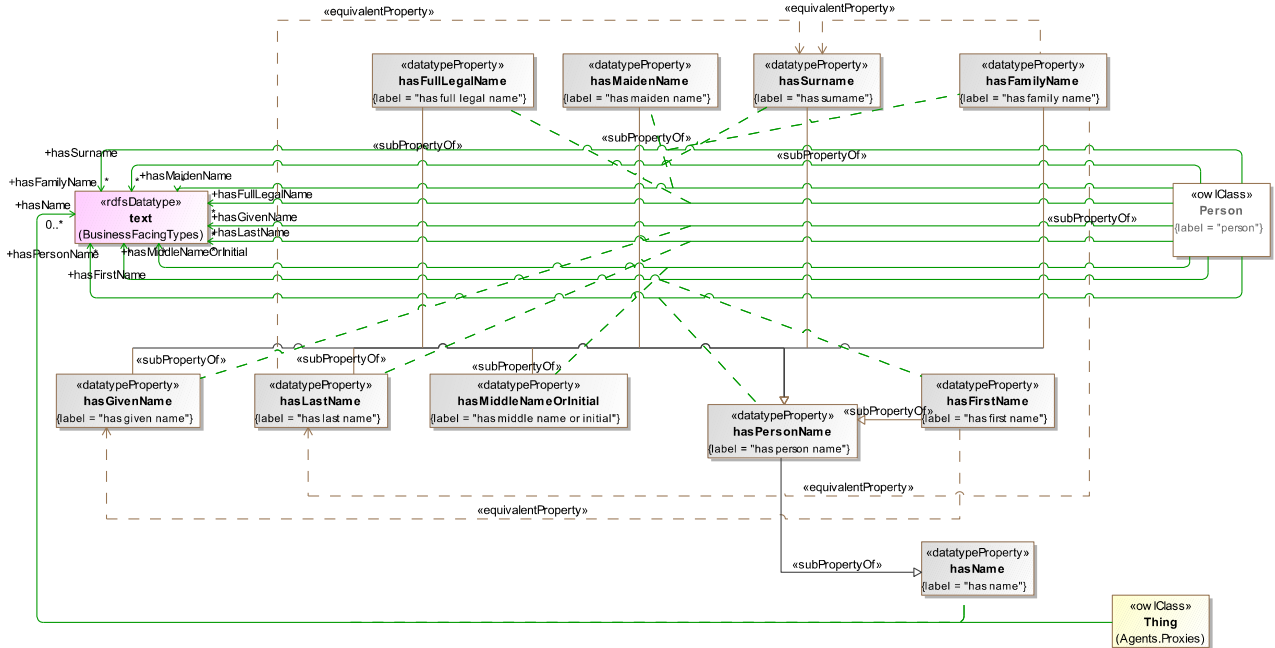 «equivalentProperty»
«equivalentProperty»
«datatypeProperty»
hasFullLegalName
{label = "has full legal name"}
«datatypeProperty»
hasMaidenName
{label = "has maiden name"}
«datatypeProperty»
hasSurname
{label = "has surname"}
«datatypeProperty»
hasFamilyName
{label = "has family name"}
«subPropertyOf»
«subPropertyOf»
«subPropertyOf»
+hasSurname
*
+hasFamilyName
*
+hasMaidenName
*
+hasName
0..*
«rdfsDatatype»
text
(BusinessFacingTypes)
+hasFullLegalName
*
+hasGivenName
*
+hasLastName
*
«subPropertyOf»
«owlClass»
Person
{label = "person"}
+hasPersonName
*
+hasMiddleNameOrInitial
+hasFirstName
«subPropertyOf»
«subPropertyOf»
«subPropertyOf»
«datatypeProperty»
hasGivenName
{label = "has given name"}
«datatypeProperty»
hasLastName
{label = "has last name"}
«datatypeProperty»
hasMiddleNameOrInitial
{label = "has middle name or initial"}
«datatypeProperty»
hasPersonName
{label = "has person name"}
«subPropertyOf»
«datatypeProperty»
hasFirstName
{label = "has first name"}
«equivalentProperty»
«equivalentProperty»
«subPropertyOf»
«datatypeProperty»
hasName
{label = "has name"}
«owlClass»
Thing
(Agents.Proxies)